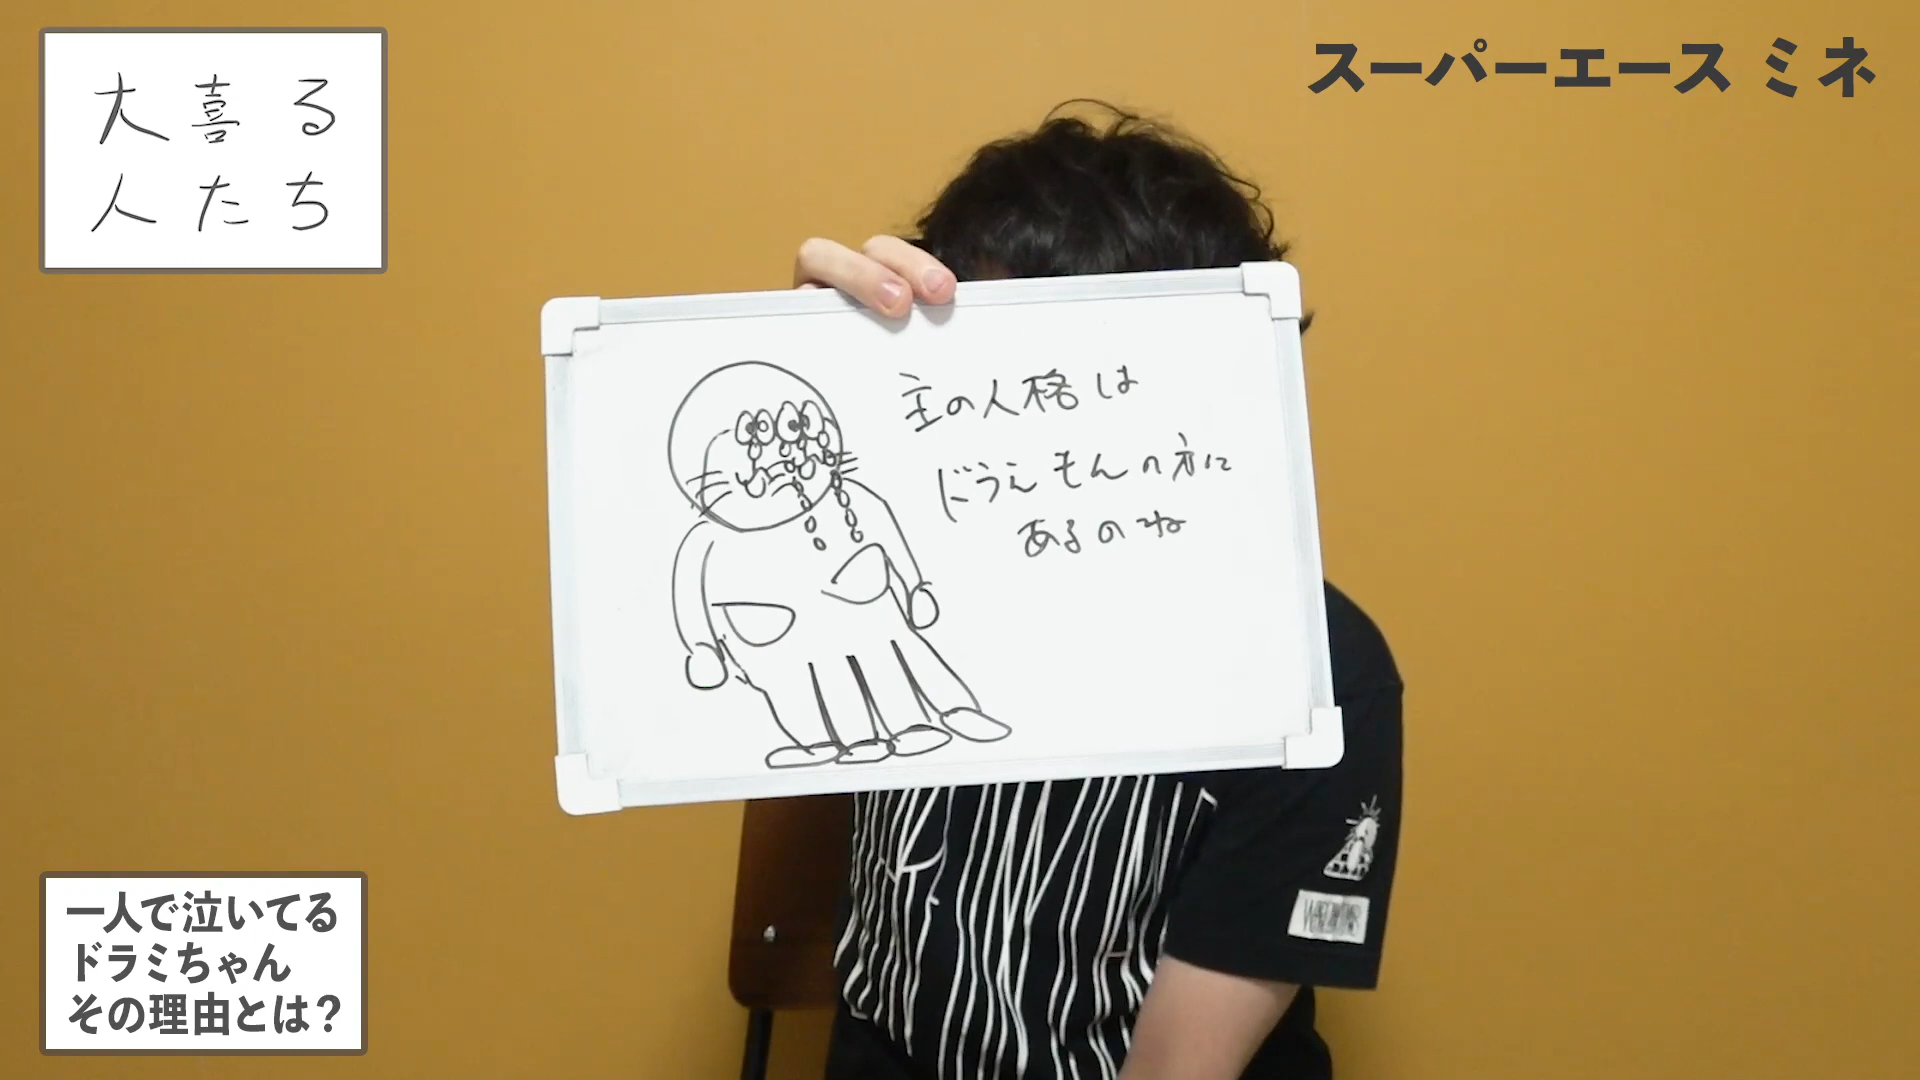 大喜る
人たち
スーパーエース ミネ
主の人格は
ドラえもんの方に
あるのね
一人で泣いてる
ドラミちゃん
その理由とは？